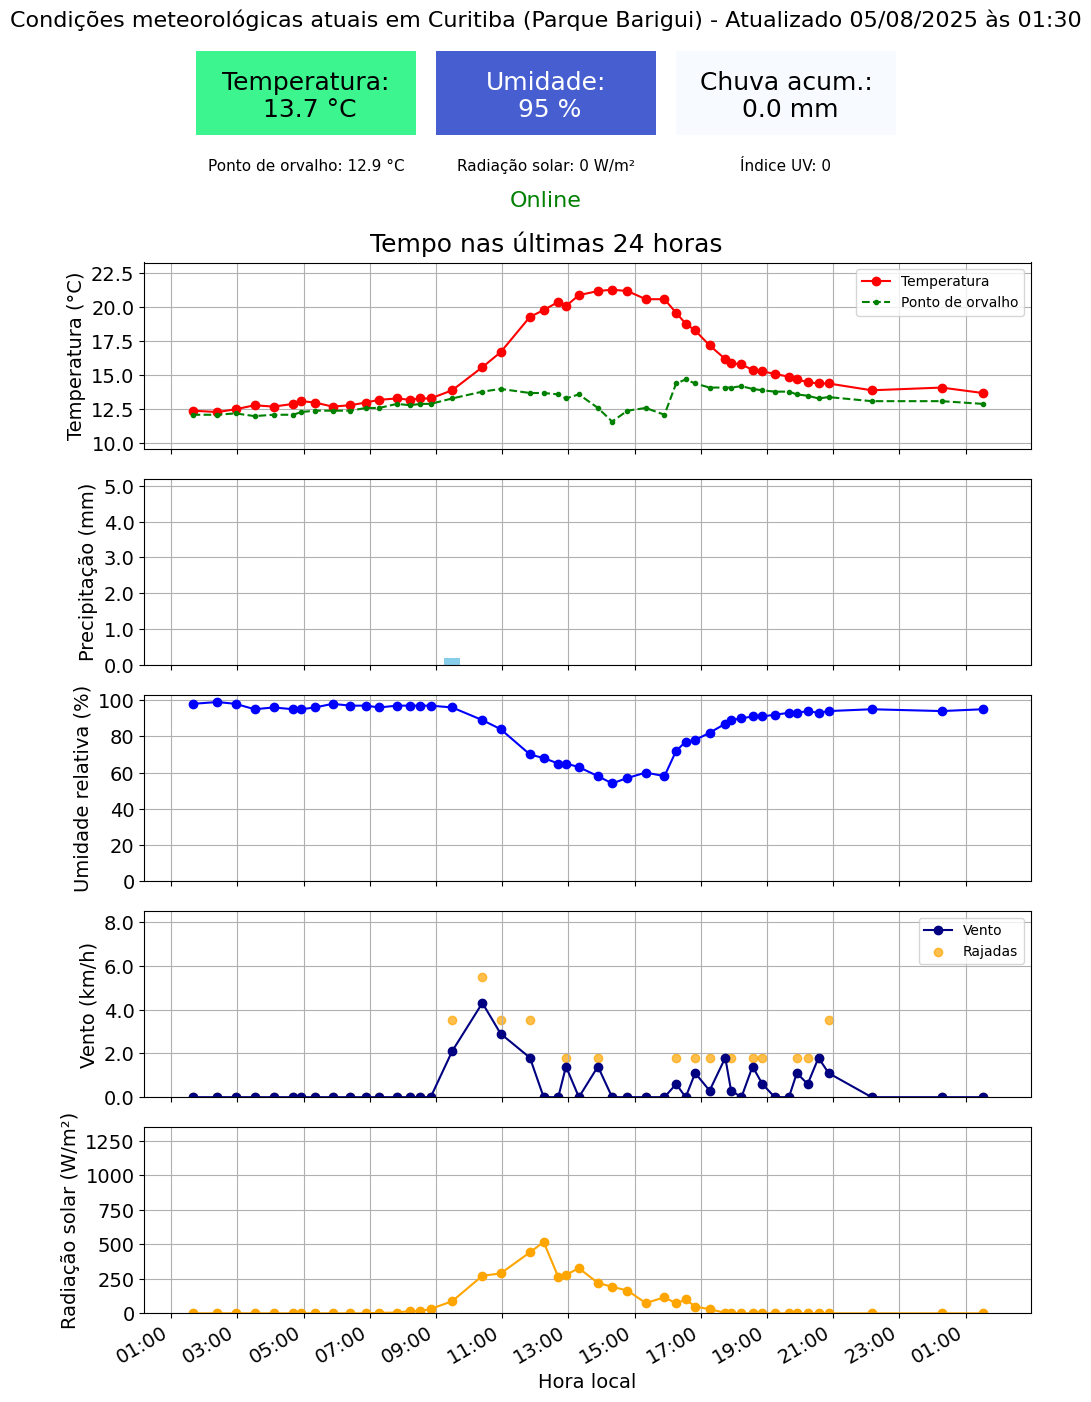 Condições meteorológicas atuais em Curitiba (Parque Barigui) - Atualizado 05/08/2025 às 01:30
Temperatura:
13.7 °C
Umidade:
95 %
Chuva acum.:
0.0 mm
Ponto de orvalho: 12.9 °C
Radiação solar: 0 W/m²
Índice UV: 0
Online
Tempo nas últimas 24 horas
Temperatura (°C)
22.5
20.0
17.5
15.0
12.5
10.0
Temperatura
Ponto de orvalho
Precipitação (mm)
5.0
4.0
3.0
2.0
1.0
0.0
Umidade relativa (%)
100
80
60
40
20
0
Vento (km/h)
8.0
6.0
4.0
2.0
0.0
Vento
Rajadas
Radiação solar (W/m²)
1250
1000
750
500
250
0
01:00 03:00 05:00 07:00 09:00 11:00 13:00 15:00 17:00 19:00 21:00 23:00 01:00
Hora local